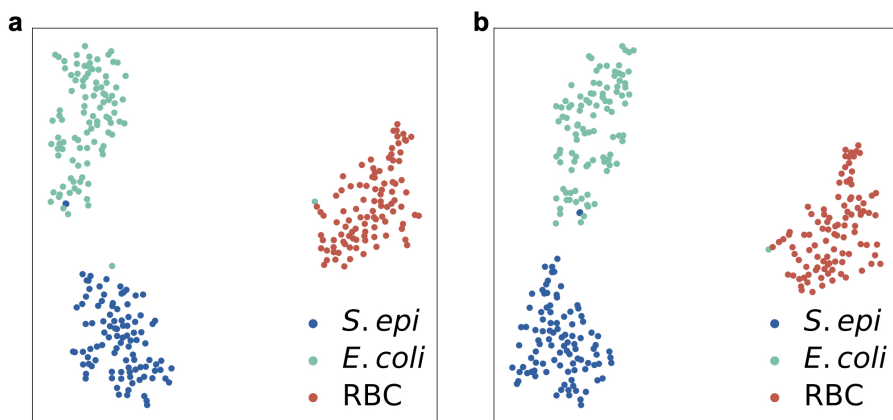 a
b
S. epi
E. coli
RBC
S. epi
E. coli
RBC